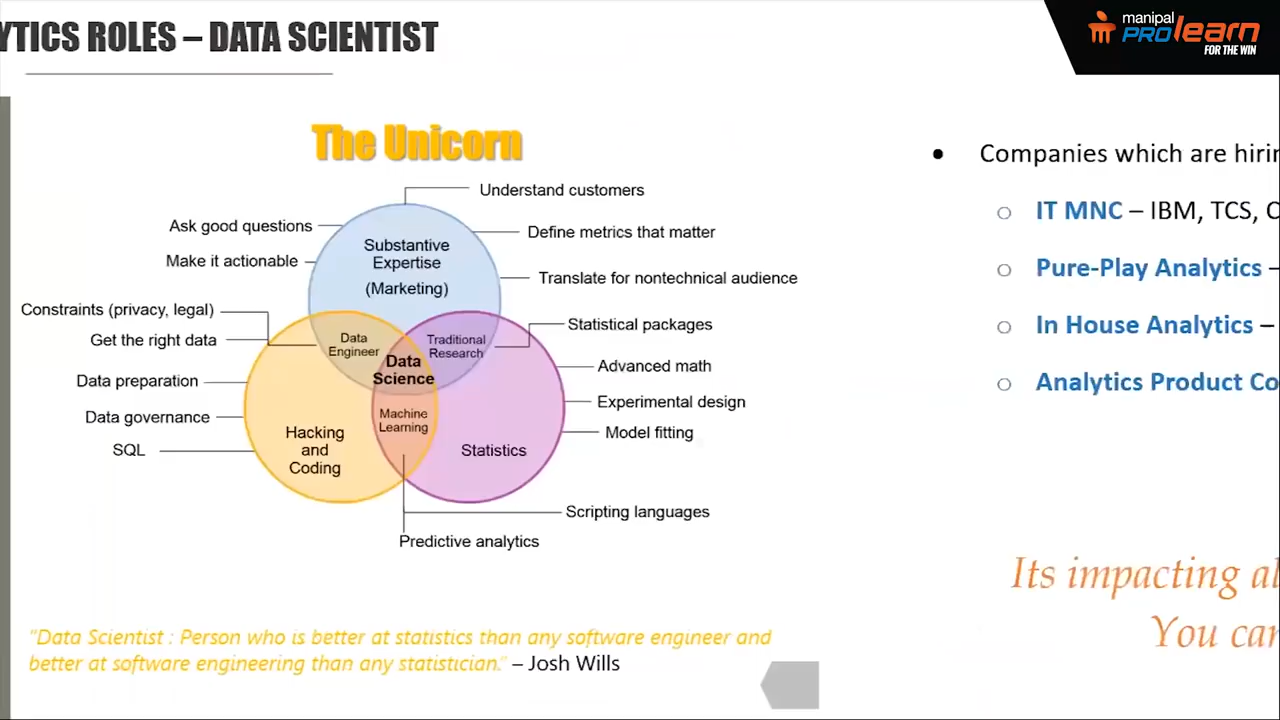 YTICS ROLES – DATA SCIENTIST
manipal
PROlearn
FOR THE WIN
The Unicorn
Understand customers
Ask good questions
Define metrics that matter
Make it actionable
Translate for nontechnical audience
Substantive
Expertise
(Marketing)
Constraints (privacy, legal)
Get the right data
Data preparation
Data governance
SQL
Data
Engineer
Traditional
Research
Data
Science
Machine
Learning
Hacking
and
Coding
Statistics
Statistical packages
Advanced math
Experimental design
Model fitting
Scripting languages
Predictive analytics
"Data Scientist : Person who is better at statistics than any software engineer and
better at software engineering than any statistician." – Josh Wills
• Companies which are hirin
o IT MNC – IBM, TCS, C
o Pure-Play Analytics –
o In House Analytics –
o Analytics Product Co
Its impacting al
You can